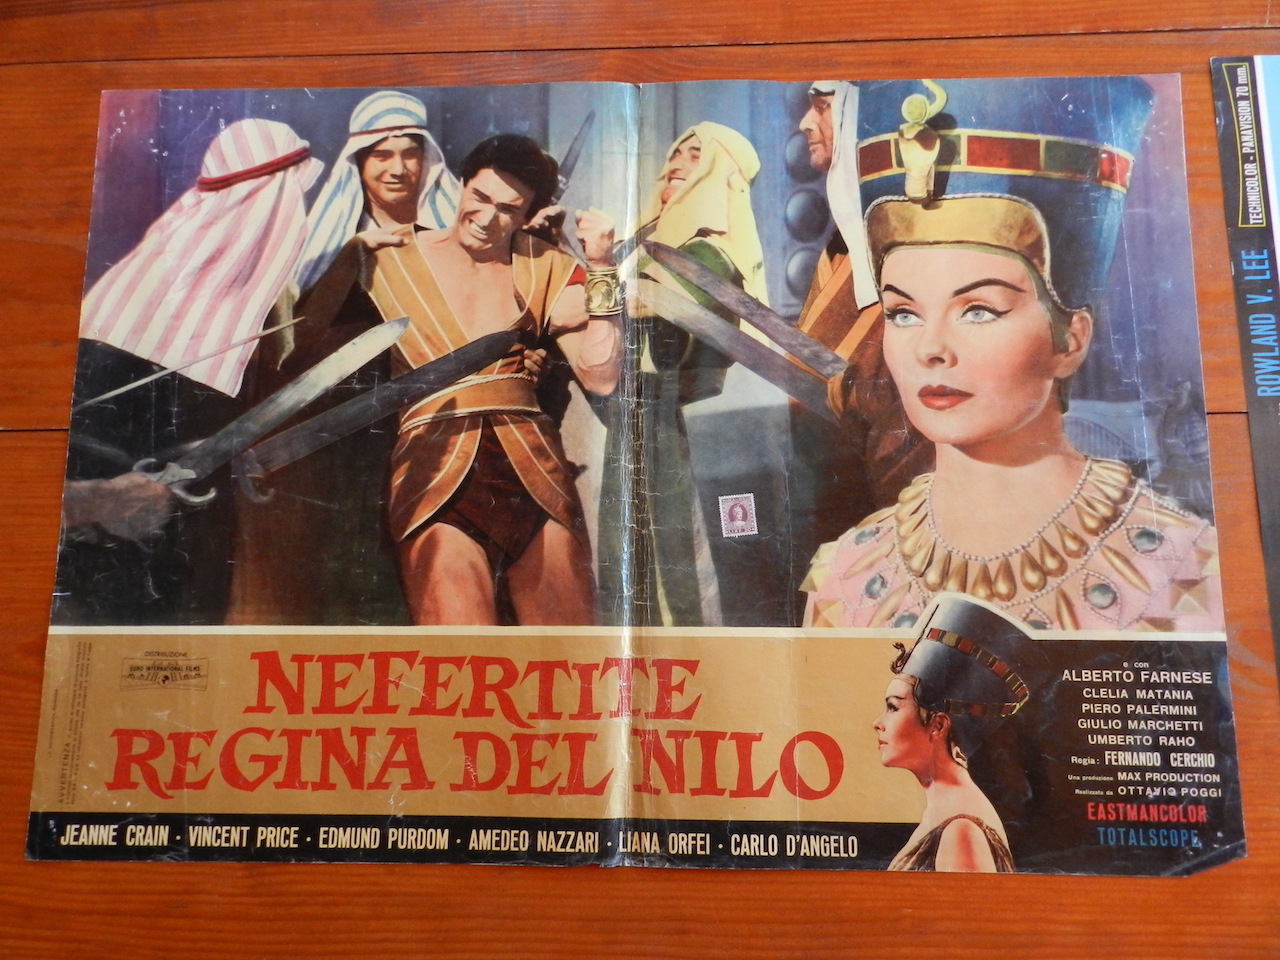 DISTRIBUZIONE
EURO INTERNATIONAL FILMS
NEFERTITE
REGINA DEL NILO
JEANNE CRAIN · VINCENT PRICE · EDMUND PURDOM · AMEDEO NAZZARI · LIANA ORFEI · CARLO D'ANGELO
e con
ALBERTO FARNESE
CLELIA MATANIA
PIERO PALERMINI
GIULIO MARCHETTI
UMBERTO RAHO
Regia: FERNANDO CERCHIO
Una produzione MAX PRODUCTION
Realizzata da OTTAVIO POGGI
EASTMANCOLOR
TOTALSCOPE
AVVERTENZA
TECHNICOLOR - PANAVISION 70 mm.
ROWLAND V. LEE